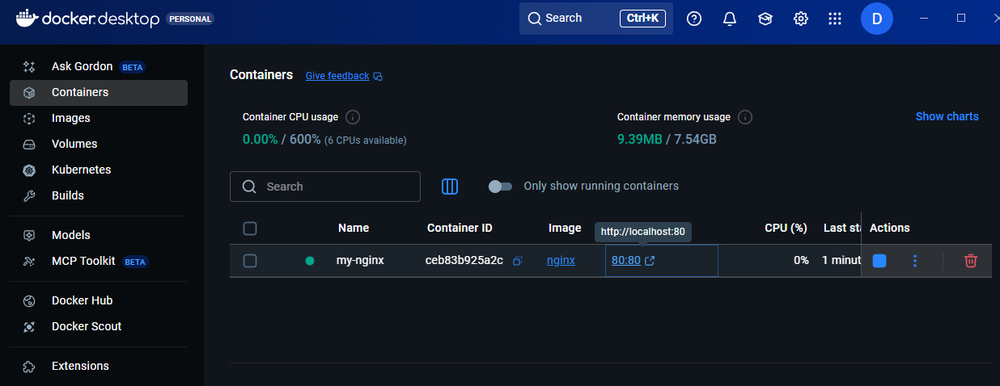 docker.desktop PERSONAL
Search Ctrl+K
D
Ask Gordon BETA
Containers
Images
Volumes
Kubernetes
Builds
Models
MCP Toolkit BETA
Docker Hub
Docker Scout
Extensions
Containers Give feedback
Container CPU usage
0.00% / 600% (6 CPUs available)
Container memory usage
9.39MB / 7.54GB
Show charts
Search
Only show running containers
Name Container ID Image CPU (%) Last sta Actions
http://localhost:80
my-nginx ceb83b925a2c nginx 80:80 0% 1 minut